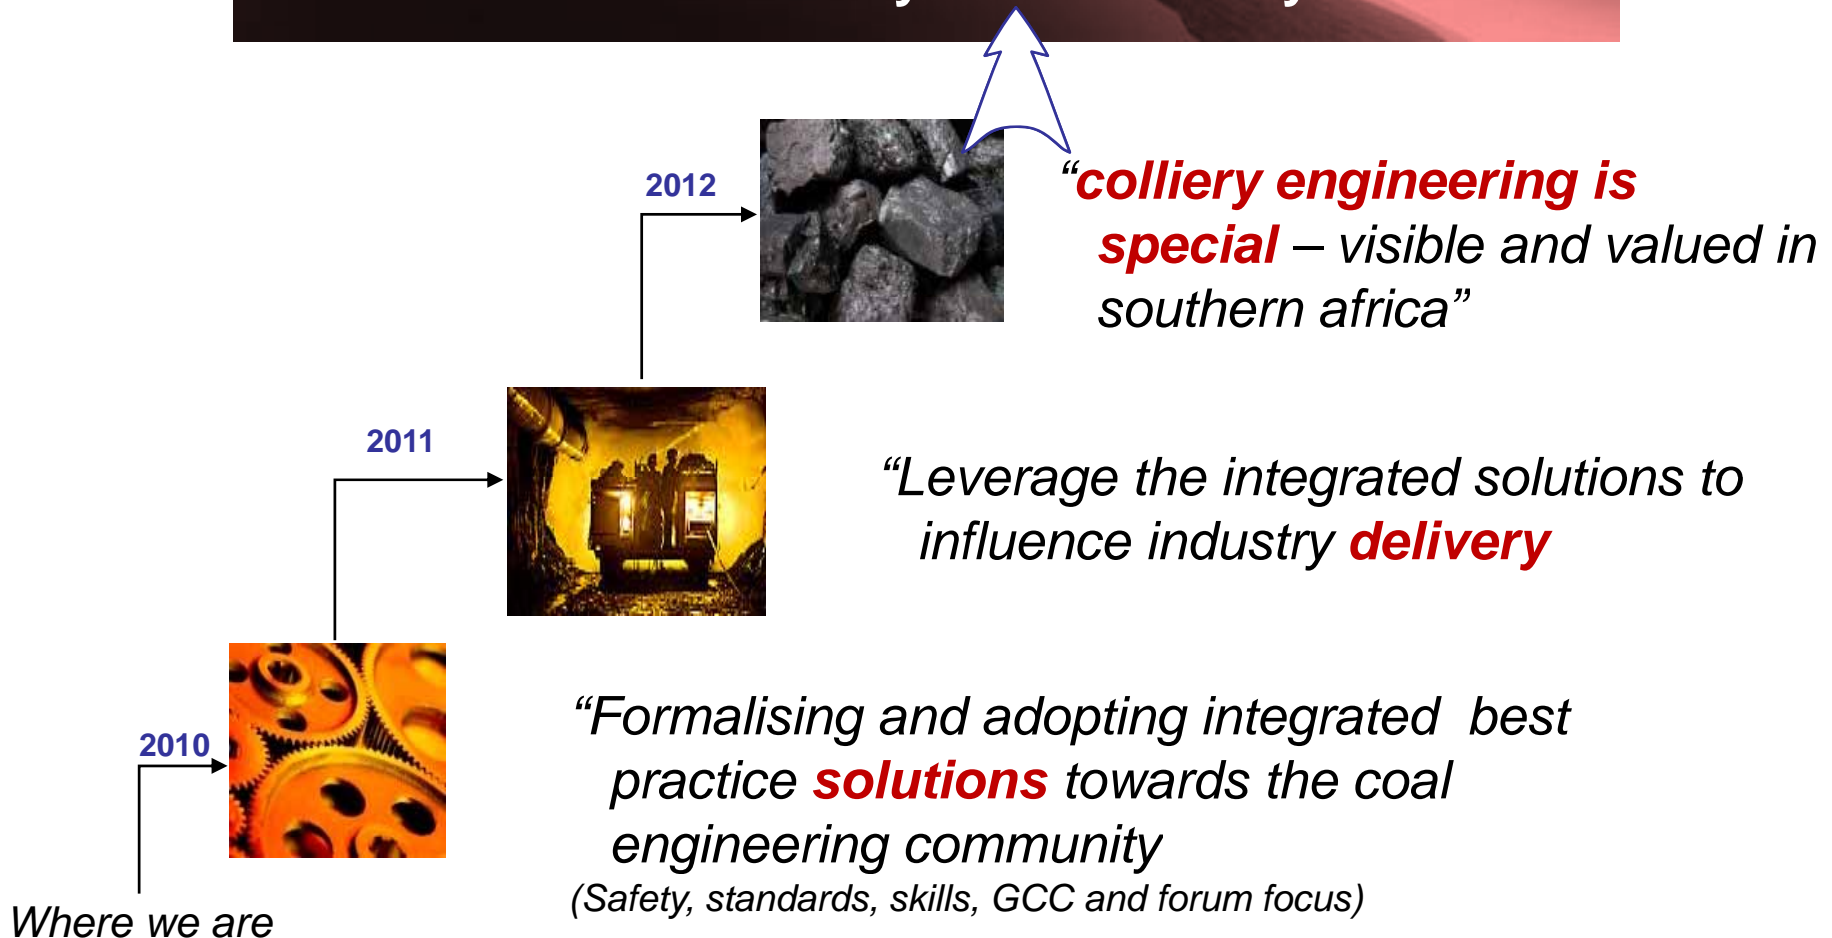 2012
“colliery engineering is
special – visible and valued in
southern africa”
2011
“Leverage the integrated solutions to
influence industry delivery
2010
“Formalising and adopting integrated  best
practice solutions towards the coal
engineering community
(Safety, standards, skills, GCC and forum focus)
Where we are